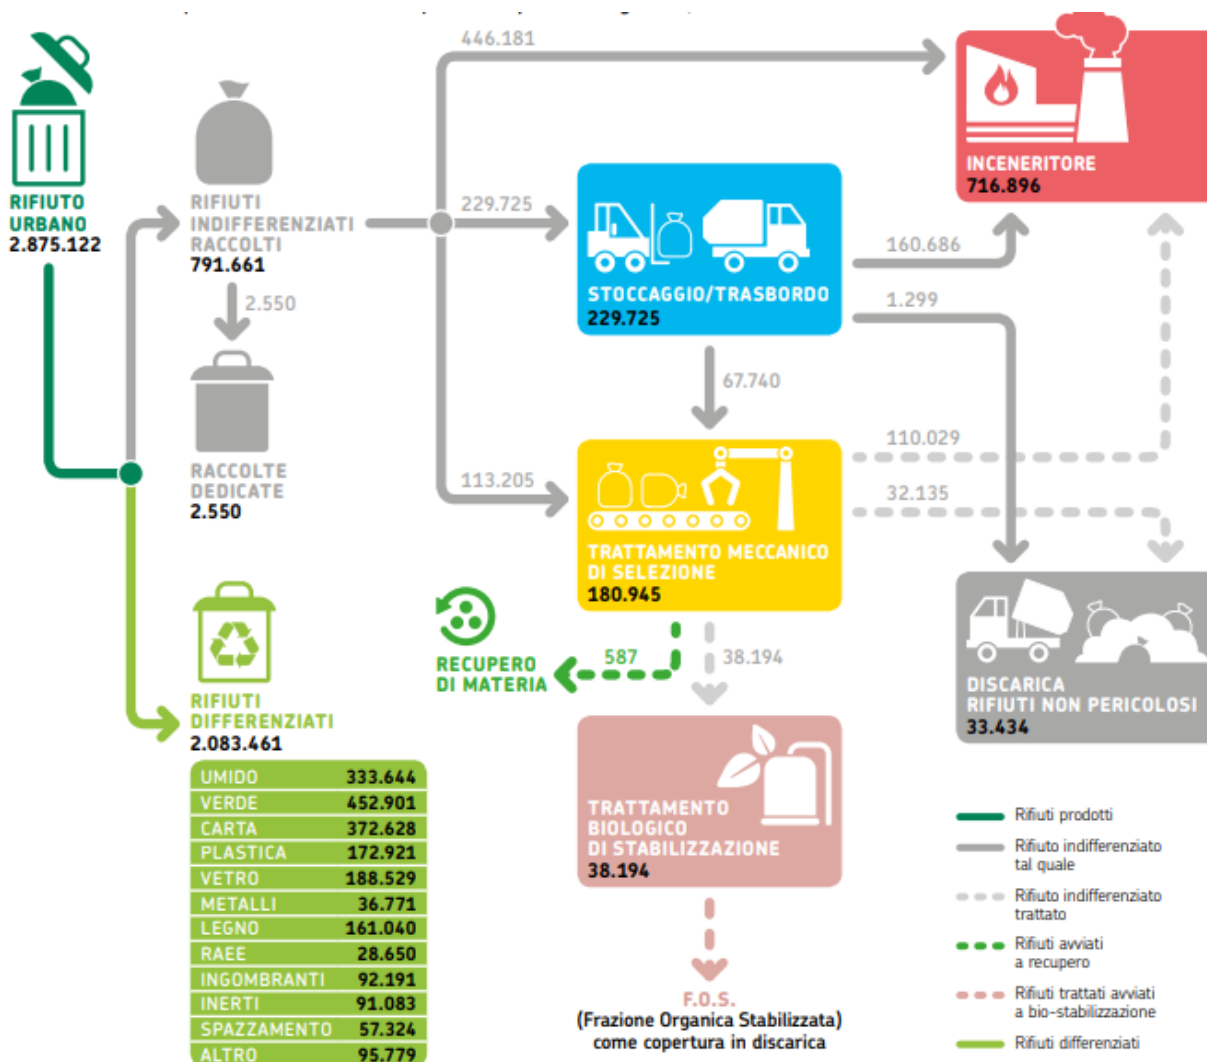 446.181
RIFIUTO
URBANO
2.875.122
RIFIUTI
INDIFFERENZIATI
RACCOLTI
791.661
2.550
RACCOLTE
DEDICATE
2.550
229.725
113.205
STOCCAGGIO/TRASBORDO
229.725
160.686
1.299
67.740
INCENERITORE
716.896
TRATTAMENTO MECCANICO
DI SELEZIONE
180.945
110.029
32.135
RECUPERO
DI MATERIA
587
38.194
DISCARICA
RIFIUTI NON PERICOLOSI
33.434
TRATTAMENTO
BIOLOGICO
DI STABILIZZAZIONE
38.194
F.O.S.
(Frazione Organica Stabilizzata)
come copertura in discarica
RIFIUTI
DIFFERENZIATI
2.083.461
UMIDO 333.644
VERDE 452.901
CARTA 372.628
PLASTICA 172.921
VETRO 188.529
METALLI 36.771
LEGNO 161.040
RAEE 28.650
INGOMBRANTI 92.191
INERTI 91.083
SPAZZAMENTO 57.324
ALTRO 95.779
Rifiuti prodotti
Rifiuto indifferenziato
tal quale
Rifiuto indifferenziato
trattato
Rifiuti avviati
a recupero
Rifiuti trattati avviati
a bio-stabilizzazione
Rifiuti differenziati